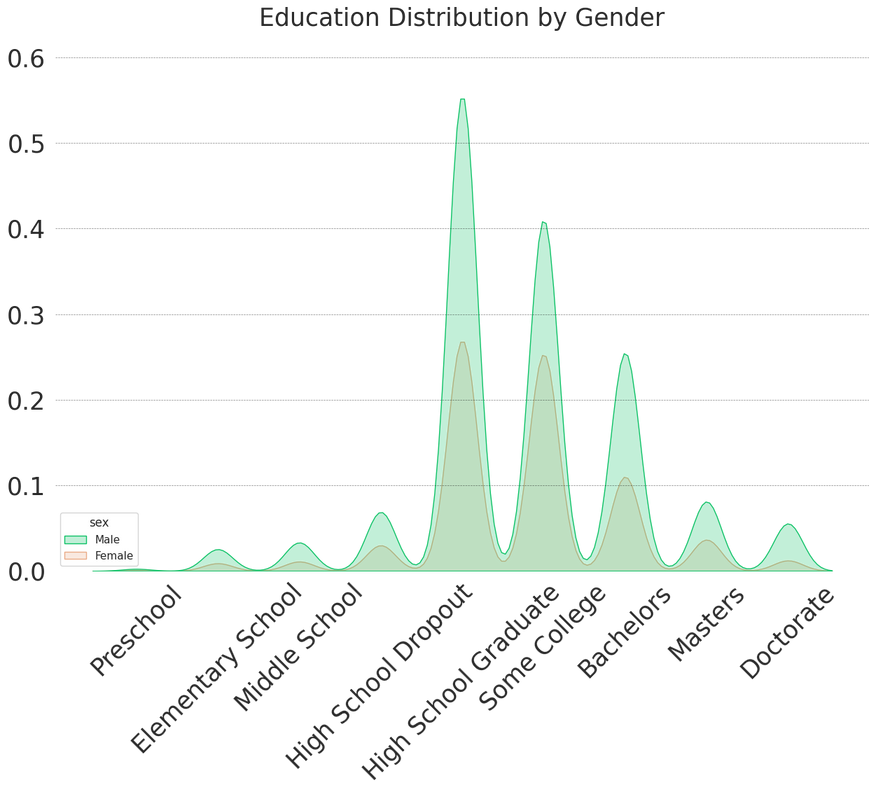 Education Distribution by Gender
0.6
0.5
0.4
0.3
0.2
0.1
0.0
sex
Male
Female
Preschool
Elementary School
Middle School
High School Dropout
High School Graduate
Some College
Bachelors
Masters
Doctorate